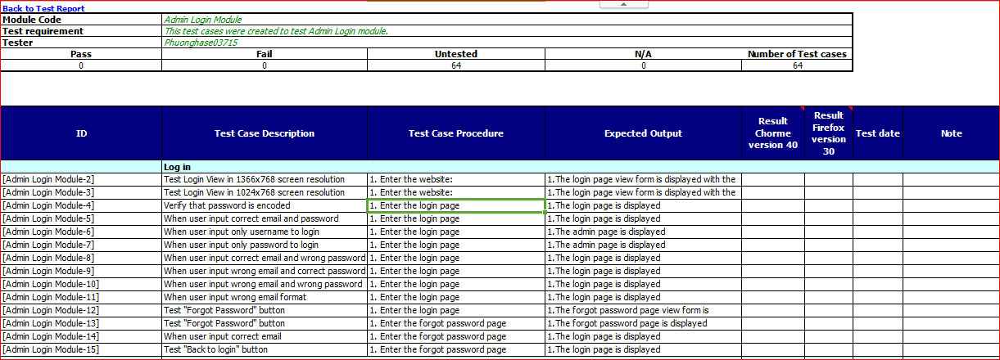 Back to Test Report
Module Code Admin Login Module
Test requirement This test cases were created to test Admin Login module.
Tester Phuonghase03715
Pass Fail Untested N/A Number of Test cases
0 0 64 0 64
ID Test Case Description Test Case Procedure Expected Output Result Chorme version 40 Result Firefox version 30 Test date Note
Log in
[Admin Login Module-2] Test Login View in 1366x768 screen resolution 1. Enter the website: 1.The login page view form is displayed with the
[Admin Login Module-3] Test Login View in 1024x768 screen resolution 1. Enter the website: 1.The login page view form is displayed with the
[Admin Login Module-4] Verify that password is encoded 1. Enter the login page 1.The login page is displayed
[Admin Login Module-5] When user input correct email and password 1. Enter the login page 1.The login page is displayed
[Admin Login Module-6] When user input only username to login 1. Enter the login page 1.The admin page is displayed
[Admin Login Module-7] When user input only password to login 1. Enter the login page 1.The admin page is displayed
[Admin Login Module-8] When user input correct email and wrong password 1. Enter the login page 1.The login page is displayed
[Admin Login Module-9] When user input wrong email and correct password 1. Enter the login page 1.The login page is displayed
[Admin Login Module-10] When user input wrong email and wrong password 1. Enter the login page 1.The login page is displayed
[Admin Login Module-11] When user input wrong email format 1. Enter the login page 1.The login page is displayed
[Admin Login Module-12] Test "Forgot Password" button 1. Enter the login page 1.The forgot password page view form is
[Admin Login Module-13] Test "Forgot Password" button 1. Enter the forgot password page 1.The forgot password page is displayed
[Admin Login Module-14] When user input correct email 1. Enter the forgot password page 1.The login page is displayed
[Admin Login Module-15] Test "Back to login" button 1. Enter the forgot password page 1.The login page is displayed